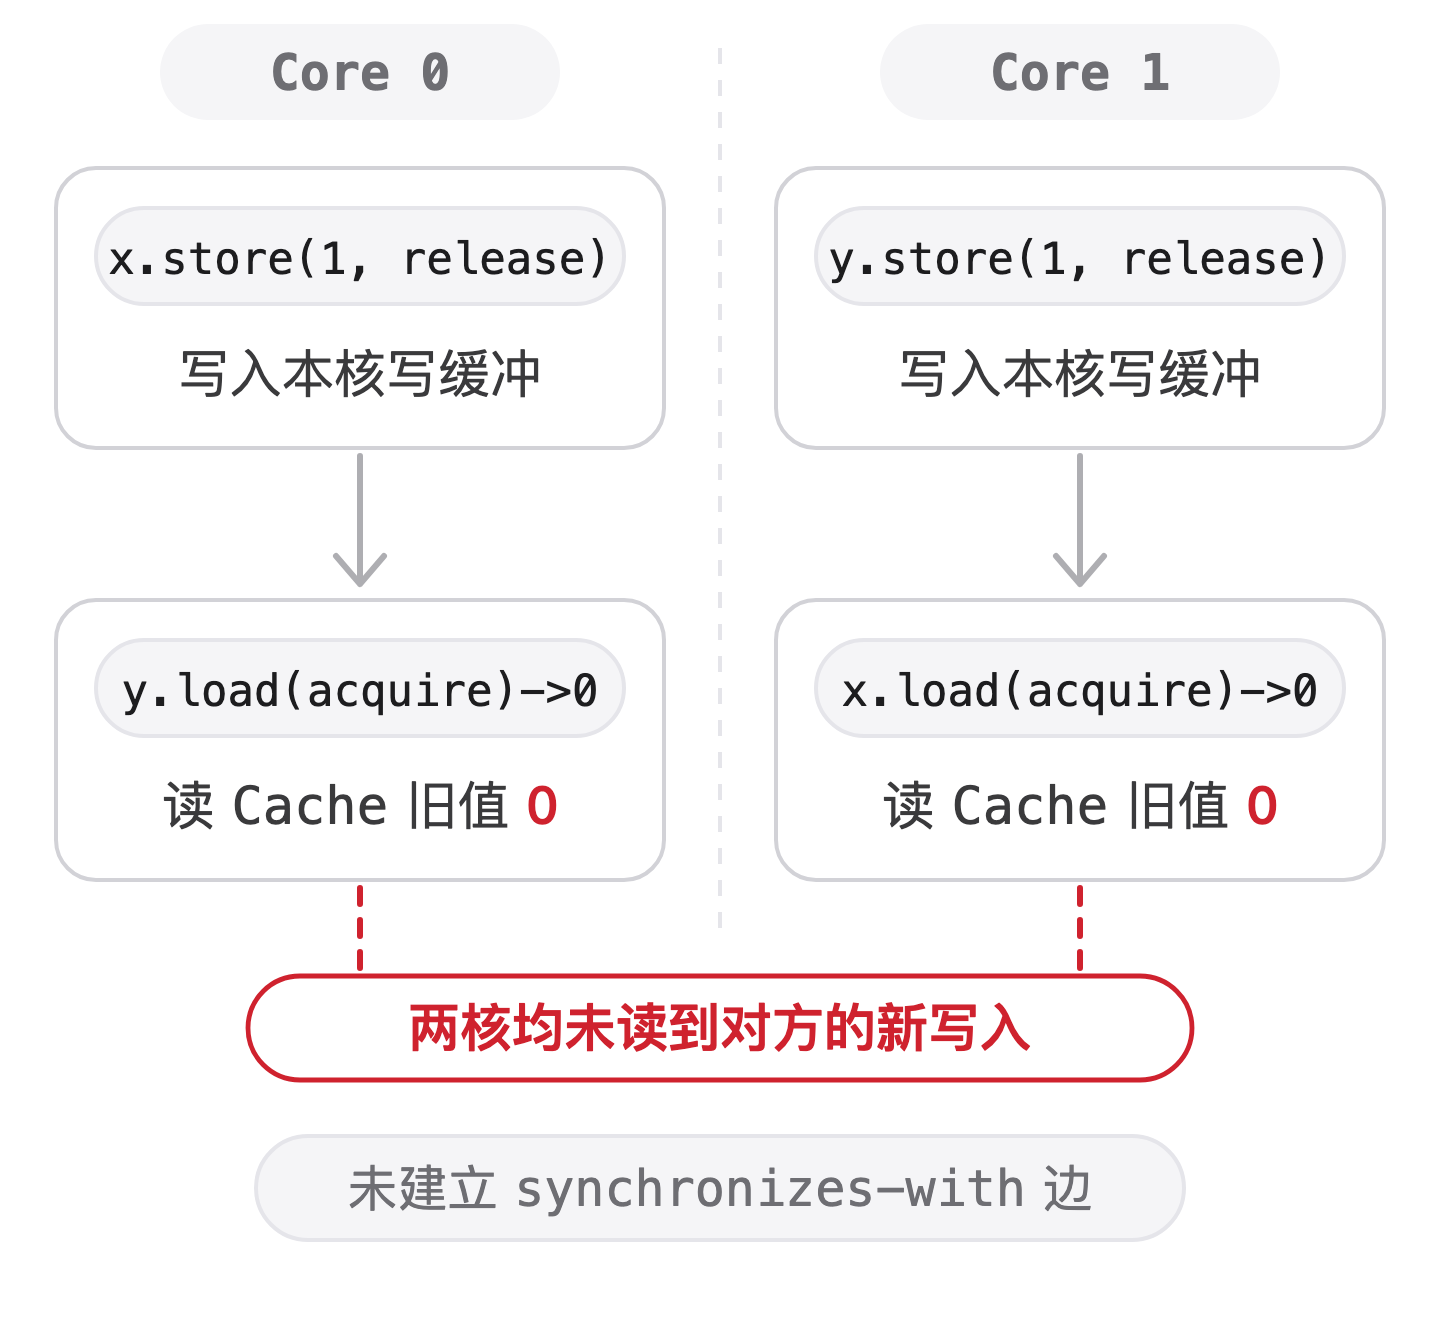 Core 0
x.store(1, release)
写入本核写缓冲
y.load(acquire)->0
读 Cache 旧值 0
Core 1
y.store(1, release)
写入本核写缓冲
x.load(acquire)->0
读 Cache 旧值 0
两核均未读到对方的新写入
未建立 synchronizes-with 边